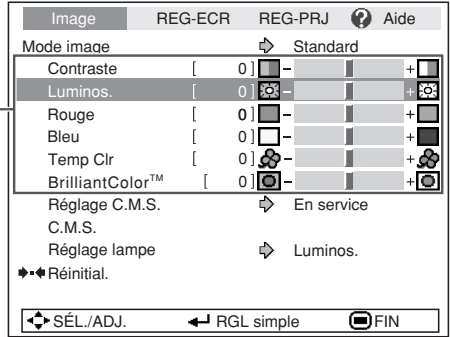 Image REG-ECR REG-PRJ ? Aide
Mode image Standard
Contraste [ 0 ] - +
Luminos. [ 0 ] - +
Rouge [ 0 ] - +
Bleu [ 0 ] - +
Temp Clr [ 0 ] - +
BrilliantColor™ [ 0 ] - +
Réglage C.M.S. En service
C.M.S.
Réglage lampe Luminos.
Réinitial.
SÉL./ADJ. RGL simple FIN